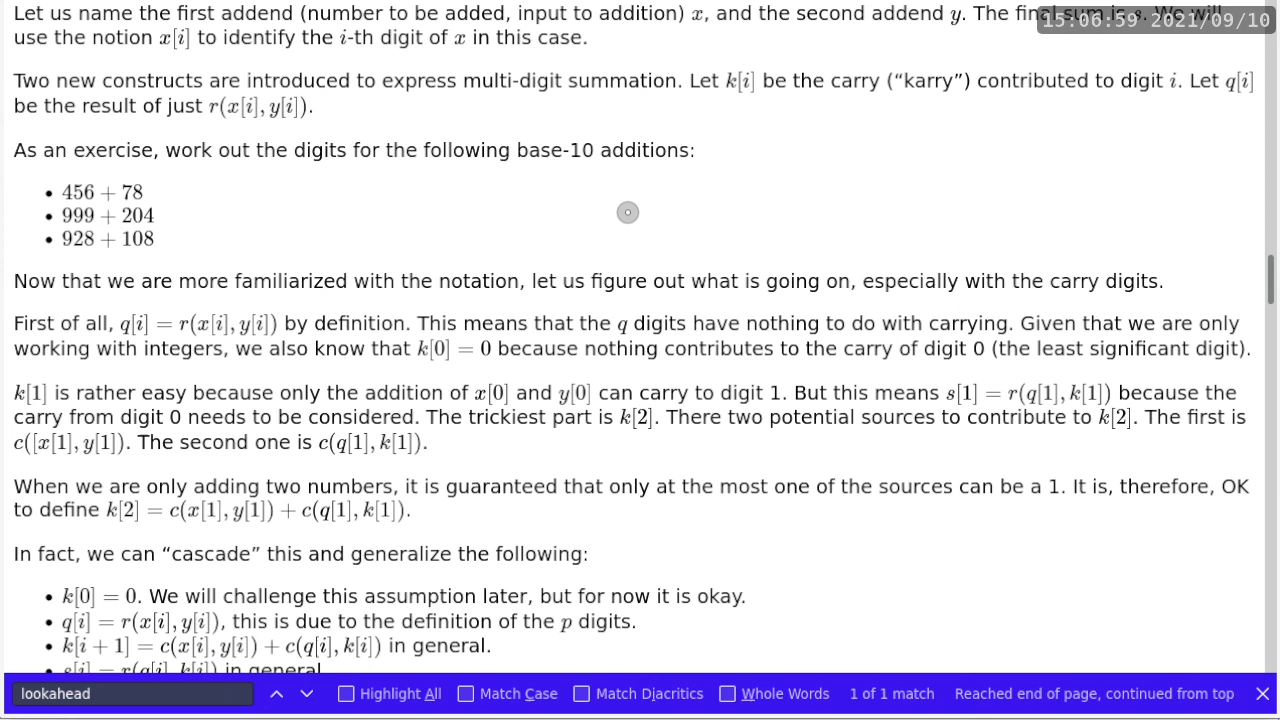 Let us name the first addend (number to be added, input to addition) x, and the second addend y. The final sum is s. We will
15:06:59 2021/09/10
use the notion x[i] to identify the i-th digit of x in this case.
Two new constructs are introduced to express multi-digit summation. Let k[i] be the carry (“karry”) contributed to digit i. Let q[i]
be the result of just r(x[i], y[i]).
As an exercise, work out the digits for the following base-10 additions:
• 456 + 78
• 999 + 204
• 928 + 108
Now that we are more familiarized with the notation, let us figure out what is going on, especially with the carry digits.
First of all, q[i] = r(x[i], y[i]) by definition. This means that the q digits have nothing to do with carrying. Given that we are only
working with integers, we also know that k[0] = 0 because nothing contributes to the carry of digit 0 (the least significant digit).
k[1] is rather easy because only the addition of x[0] and y[0] can carry to digit 1. But this means s[1] = r(q[1], k[1]) because the
carry from digit 0 needs to be considered. The trickiest part is k[2]. There two potential sources to contribute to k[2]. The first is
c([x[1], y[1]). The second one is c(q[1], k[1]).
When we are only adding two numbers, it is guaranteed that only at the most one of the sources can be a 1. It is, therefore, OK
to define k[2] = c(x[1], y[1]) + c(q[1], k[1]).
In fact, we can “cascade” this and generalize the following:
• k[0] = 0. We will challenge this assumption later, but for now it is okay.
• q[i] = r(x[i], y[i]), this is due to the definition of the p digits.
• k[i + 1] = c(x[i], y[i]) + c(q[i], k[i]) in general.
• s[i] = r(q[i], k[i]) in general.
lookahead Highlight All Match Case Match Diacritics Whole Words 1 of 1 match Reached end of page, continued from top